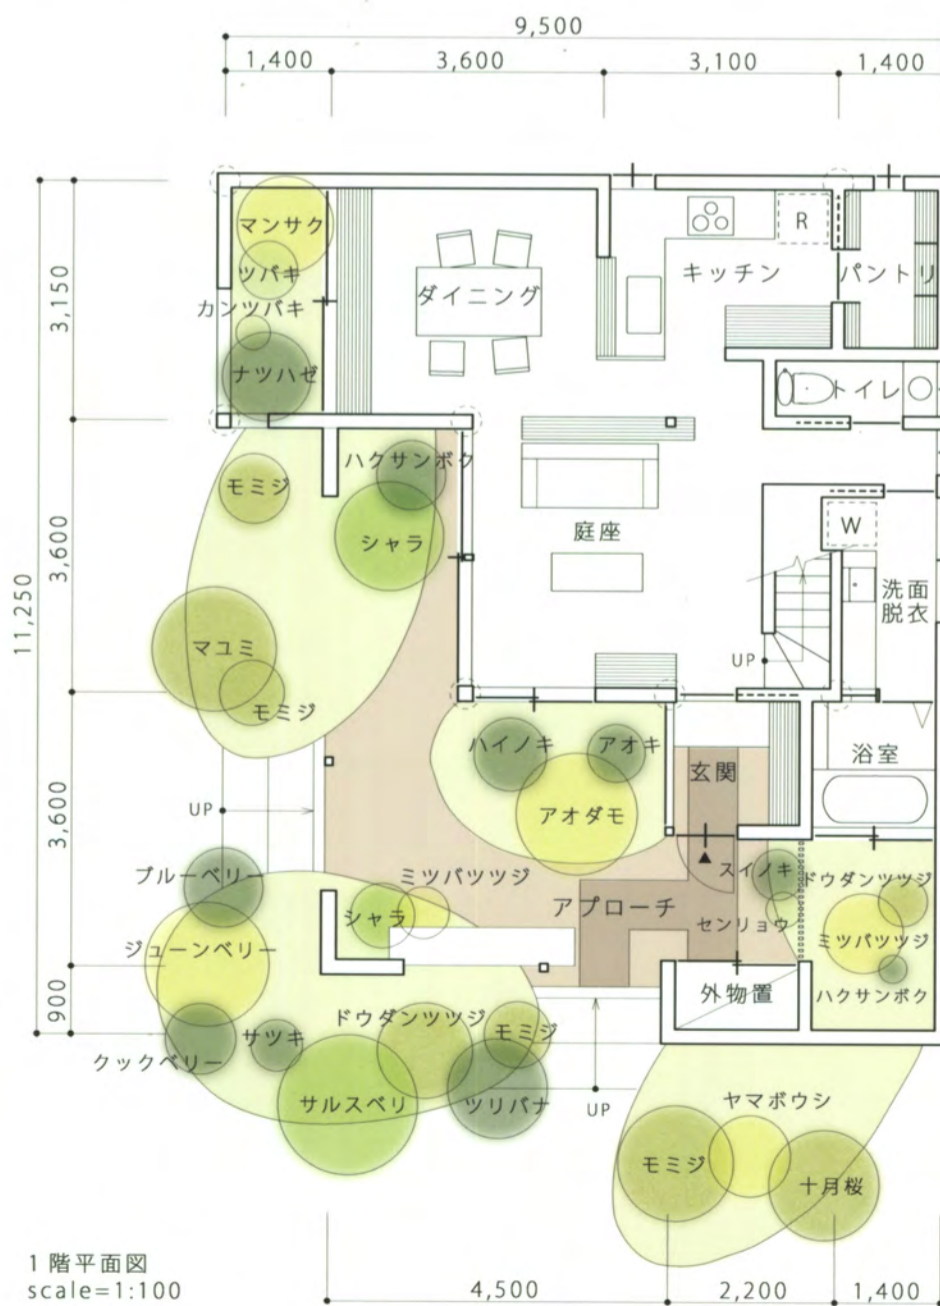 9,500
1,400
3,600
3,100
1,400
11,250
3,150
3,600
3,600
900
マンサク
ツバキ
カンツバキ
ナツハゼ
ダイニング
キッチン
R
パントリ
トイレ
ハクサンボク
モミジ
シャラ
庭座
W
洗面
脱衣
マユミ
モミジ
UP
ハイノキ
アオキ
アオダモ
玄関
浴室
UP
ブルーベリー
ミツバツツジ
シャラ
ジューンベリー
アプローチ
スイノキ
センリョウ
ドウダンツツジ
ミツバツツジ
ハクサンボク
外物置
クックベリー
サツキ
ドウダンツツジ
モミジ
サルスベリ
ツリバナ
UP
ヤマボウシ
モミジ
十月桜
1 階平面図
scale=1:100
4,500
2,200
1,400